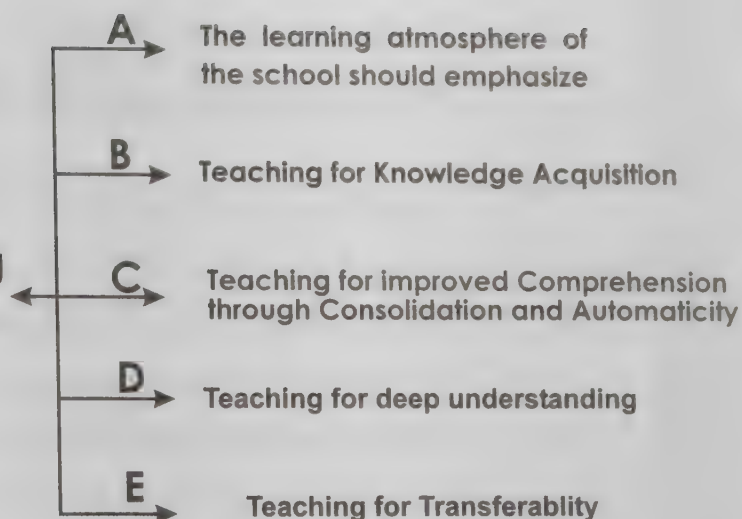 A
The learning atmosphere of
the school should emphasize
B
Teaching for Knowledge Acquisition
C
Teaching for improved Comprehension
through Consolidation and Automaticity
D
Teaching for deep understanding
E
Teaching for Transferablity